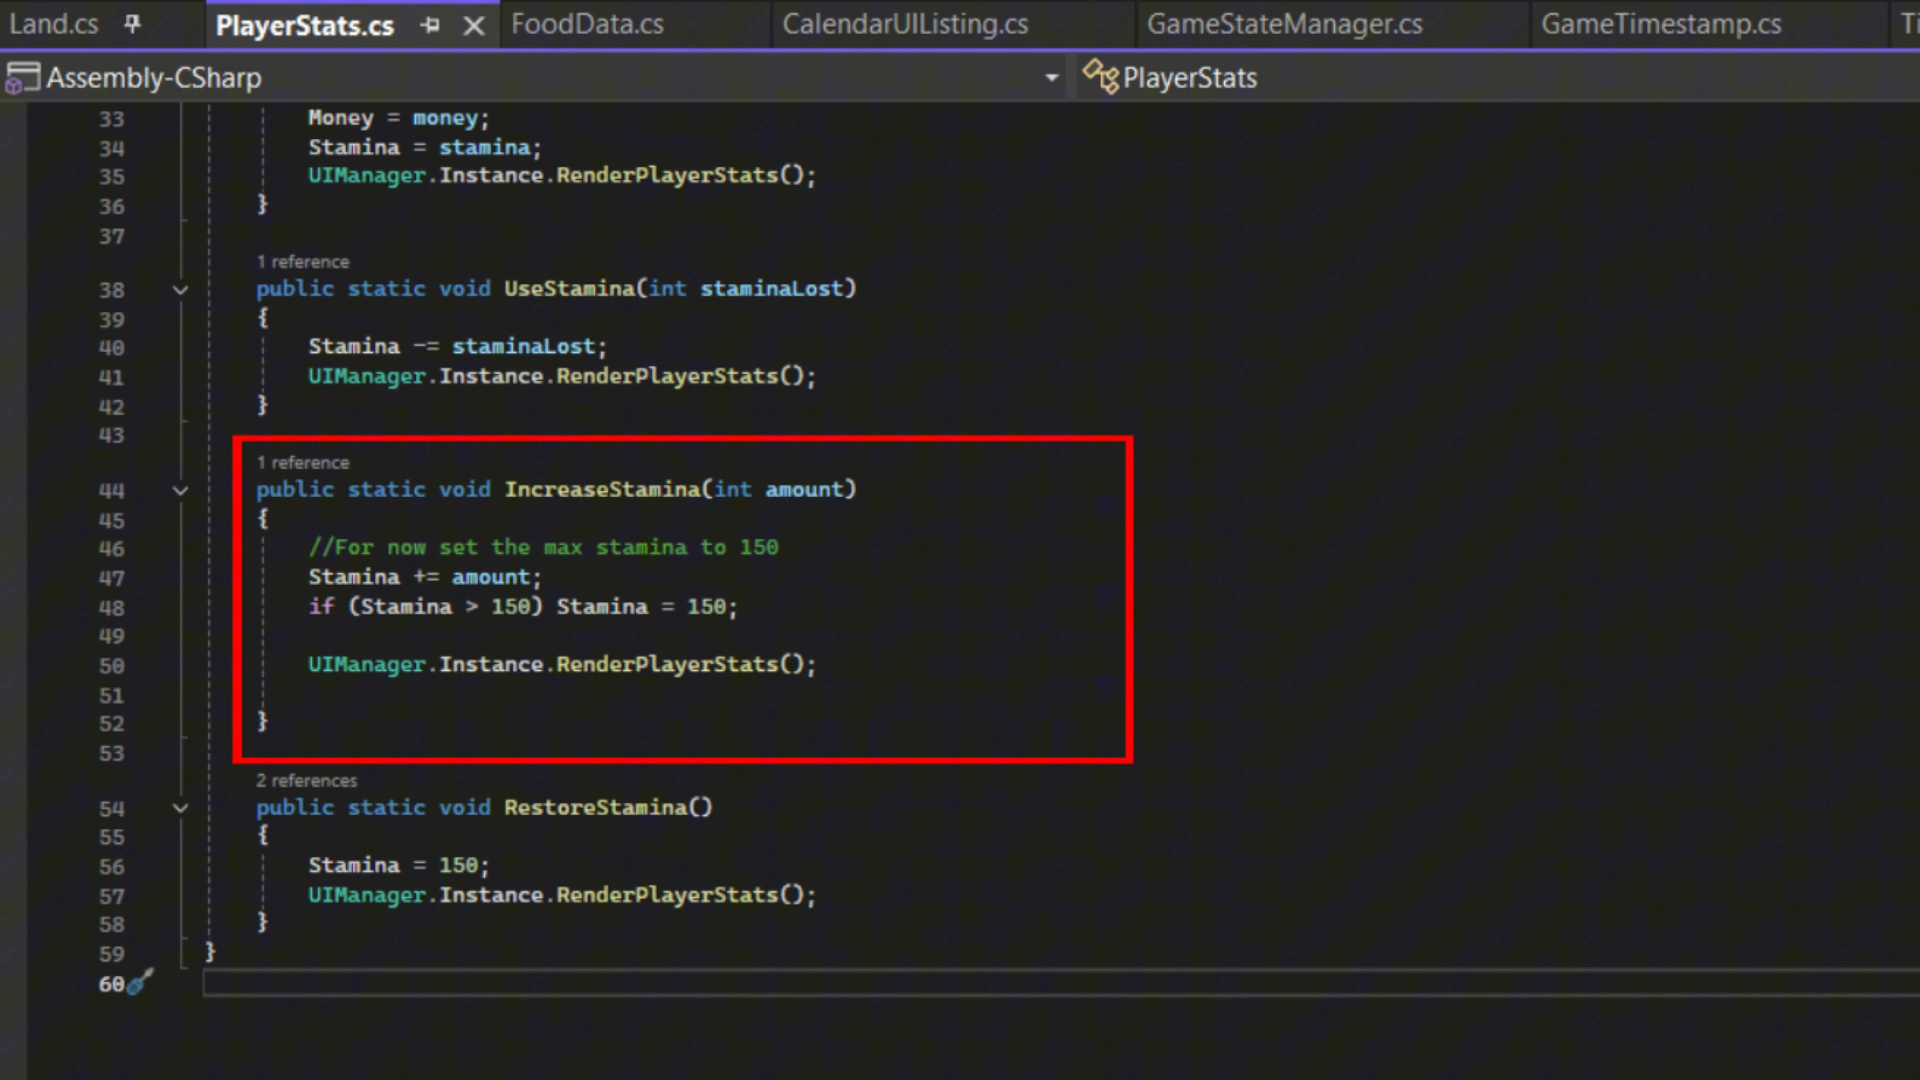 Land.cs
PlayerStats.cs
FoodData.cs
CalendarUIListing.cs
GameStateManager.cs
GameTimestamp.cs
Assembly-CSharp
PlayerStats
33 Money = money;
34 Stamina = stamina;
35 UIManager.Instance.RenderPlayerStats();
36 }
37
1 reference
38 public static void UseStamina(int staminaLost)
39 {
40 Stamina -= staminaLost;
41 UIManager.Instance.RenderPlayerStats();
42 }
43
1 reference
44 public static void IncreaseStamina(int amount)
45 {
46 //For now set the max stamina to 150
47 Stamina += amount;
48 if (Stamina > 150) Stamina = 150;
49
50 UIManager.Instance.RenderPlayerStats();
51
52 }
53
2 references
54 public static void RestoreStamina()
55 {
56 Stamina = 150;
57 UIManager.Instance.RenderPlayerStats();
58 }
59 }
60